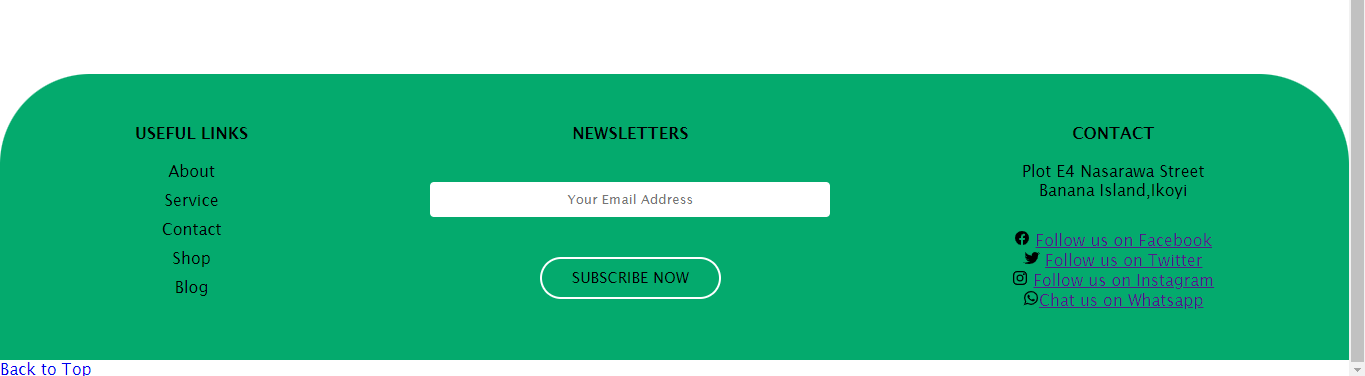 USEFUL LINKS
About
Service
Contact
Shop
Blog
NEWSLETTERS
Your Email Address
SUBSCRIBE NOW
CONTACT
Plot E4 Nasarawa Street
Banana Island,Ikoyi
Follow us on Facebook
Follow us on Twitter
Follow us on Instagram
Chat us on Whatsapp
Back to Top